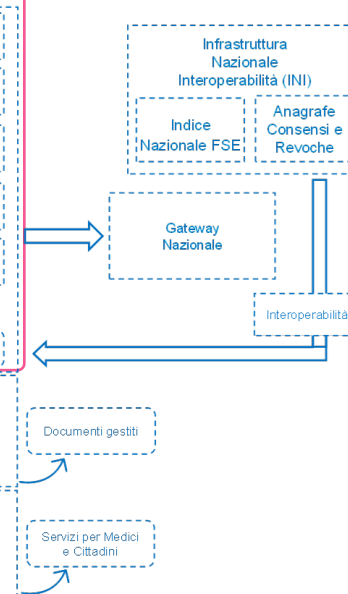 Infrastruttura
Nazionale
Interoperabilità (INI)
Indice
Nazionale FSE
Anagrafe
Consensi e
Revoche
Gateway
Nazionale
Interoperabilità
Documenti gestiti
Servizi per Medici
e Cittadini